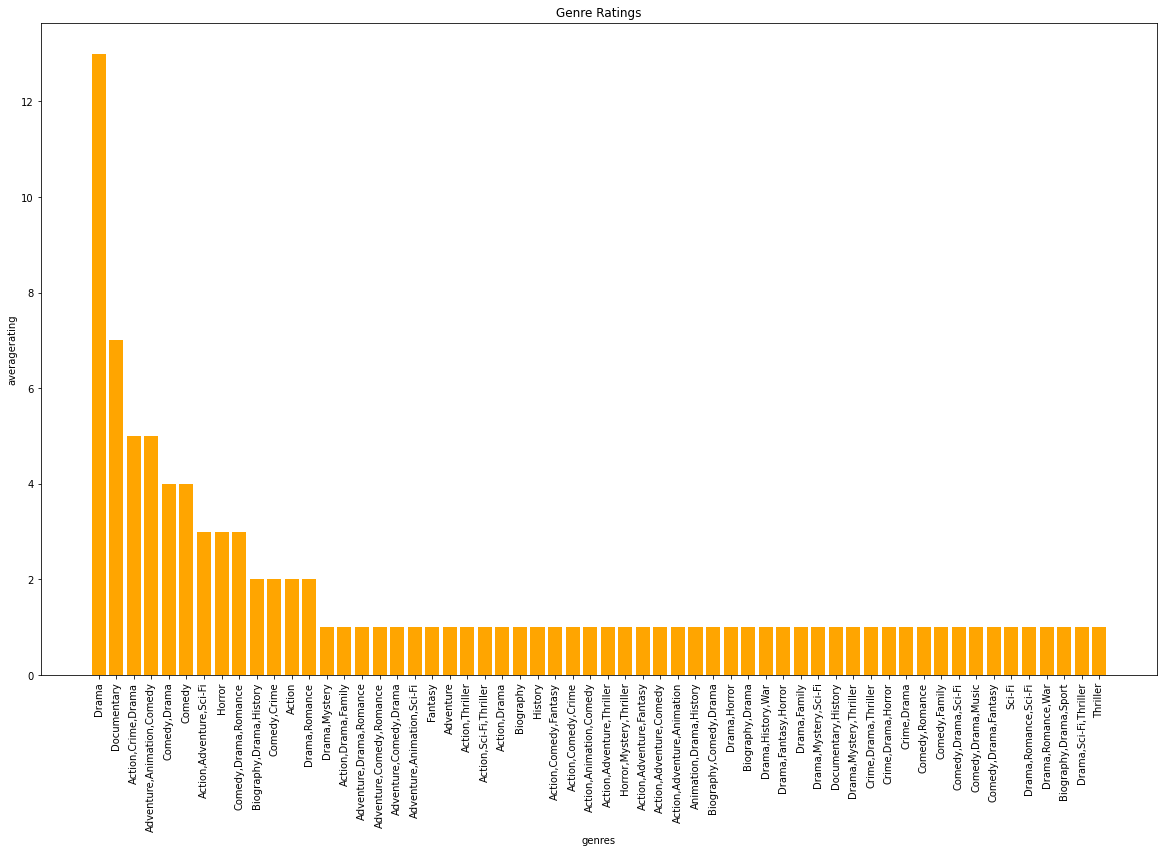 Genre Ratings
averagerating
12
10
8
6
4
2
0
Drama
Documentary
Action,Crime,Drama
Adventure,Animation,Comedy
Comedy,Drama
Comedy
Action,Adventure,Sci-Fi
Horror
Comedy,Drama,Romance
Biography,Drama,History
Comedy,Crime
Action
Drama,Romance
Drama,Mystery
Action,Drama,Family
Adventure,Drama,Romance
Adventure,Comedy,Romance
Adventure,Comedy,Drama
Adventure,Animation,Sci-Fi
Fantasy
Adventure
Action,Thriller
Action,Sci-Fi,Thriller
Action,Drama
Biography
History
Action,Comedy,Fantasy
Action,Comedy,Crime
Action,Animation,Comedy
Action,Adventure,Thriller
Horror,Mystery,Thriller
Action,Adventure,Fantasy
Action,Adventure,Comedy
Action,Adventure,Animation
Animation,Drama,History
Biography,Comedy,Drama
Drama,Horror
Biography,Drama
Drama,History,War
Drama,Fantasy,Horror
Drama,Family
Drama,Mystery,Sci-Fi
Documentary,History
Drama,Mystery,Thriller
Crime,Drama,Thriller
Crime,Drama,Horror
Crime,Drama
Comedy,Romance
Comedy,Family
Comedy,Drama,Sci-Fi
Comedy,Drama,Music
Comedy,Drama,Fantasy
Sci-Fi
Drama,Romance,Sci-Fi
Drama,Romance,War
Biography,Drama,Sport
Drama,Sci-Fi,Thriller
Thriller
genres